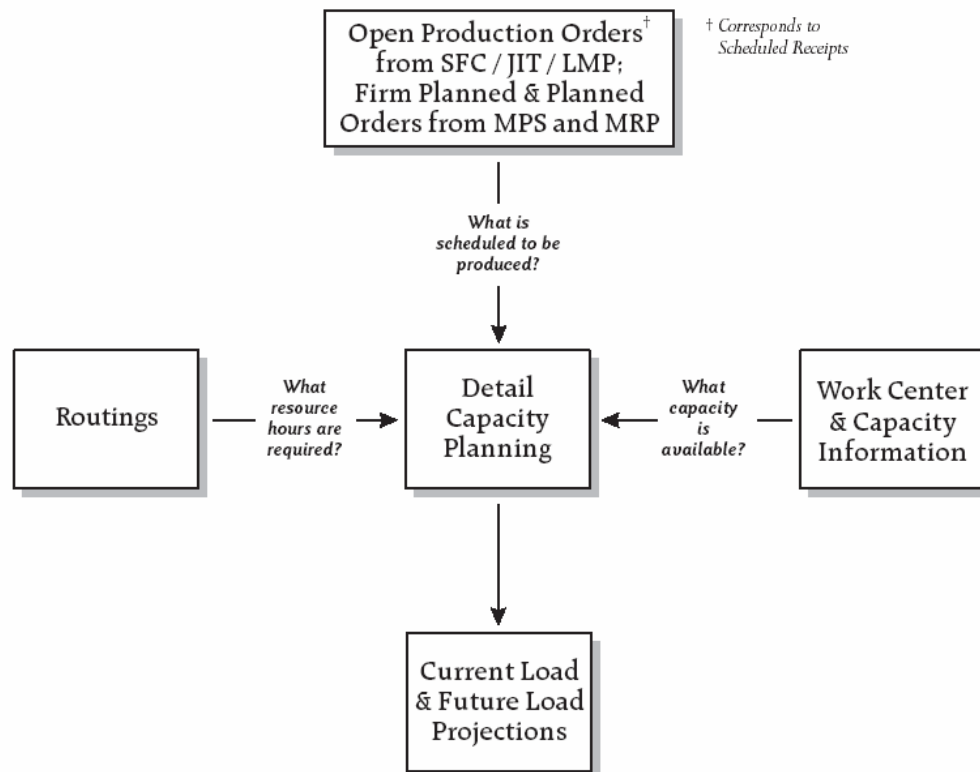 Open Production Orders†
from SFC / JIT / LMP;
Firm Planned & Planned
Orders from MPS and MRP
† Corresponds to
Scheduled Receipts
What is
scheduled to be
produced?
Routings
What
resource
hours are
required?
Detail
Capacity
Planning
What
capacity
is
available?
Work Center
& Capacity
Information
Current Load
& Future Load
Projections